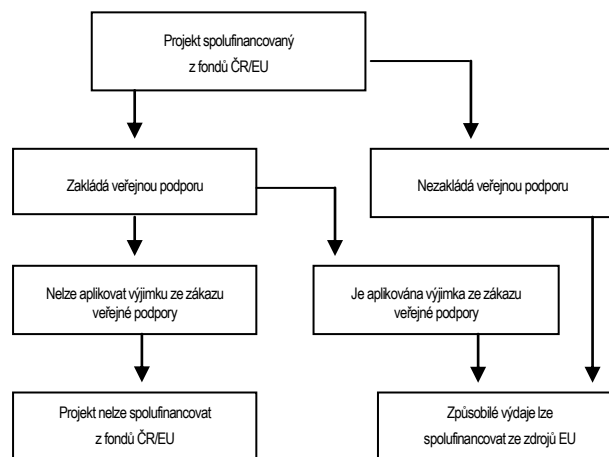 Projekt spolufinancovaný
z fondů ČR/EU
Zakládá veřejnou podporu
Nezakládá veřejnou podporu
Nelze aplikovat výjimku ze zákazu
veřejné podpory
Je aplikována výjimka ze zákazu
veřejné podpory
Projekt nelze spolufinancovat
z fondů ČR/EU
Způsobilé výdaje lze
spolufinancovat ze zdrojů EU